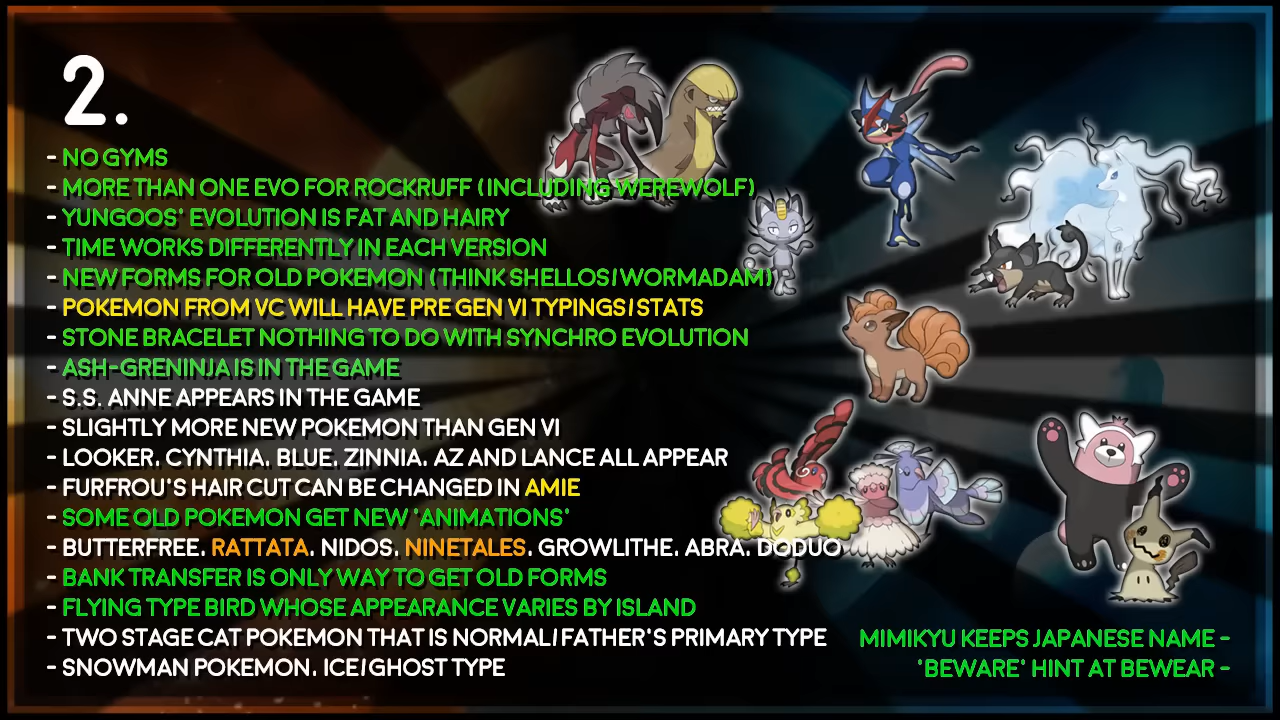 2.
- NO GYMS
- MORE THAN ONE EVO FOR ROCKRUFF (INCLUDING WEREWOLF)
- YUNGOOS' EVOLUTION IS FAT AND HAIRY
- TIME WORKS DIFFERENTLY IN EACH VERSION
- NEW FORMS FOR OLD POKEMON (THINK SHELLOS/WORMADAM)
- POKEMON FROM VC WILL HAVE PRE GEN VI TYPINGS/STATS
- STONE BRACELET NOTHING TO DO WITH SYNCHRO EVOLUTION
- ASH-GRENINJA IS IN THE GAME
- S.S. ANNE APPEARS IN THE GAME
- SLIGHTLY MORE NEW POKEMON THAN GEN VI
- LOOKER, CYNTHIA, BLUE, ZINNIA, AZ AND LANCE ALL APPEAR
- FURFROU'S HAIR CUT CAN BE CHANGED IN AMIE
- SOME OLD POKEMON GET NEW 'ANIMATIONS'
- BUTTERFREE, RATTATA, NIDOS, NINETALES, GROWLITHE, ABRA, DODUO
- BANK TRANSFER IS ONLY WAY TO GET OLD FORMS
- FLYING TYPE BIRD WHOSE APPEARANCE VARIES BY ISLAND
- TWO STAGE CAT POKEMON THAT IS NORMAL/FATHER'S PRIMARY TYPE
- SNOWMAN POKEMON, ICE/GHOST TYPE
MIMIKYU KEEPS JAPANESE NAME -
'BEWARE' HINT AT BEWEAR -